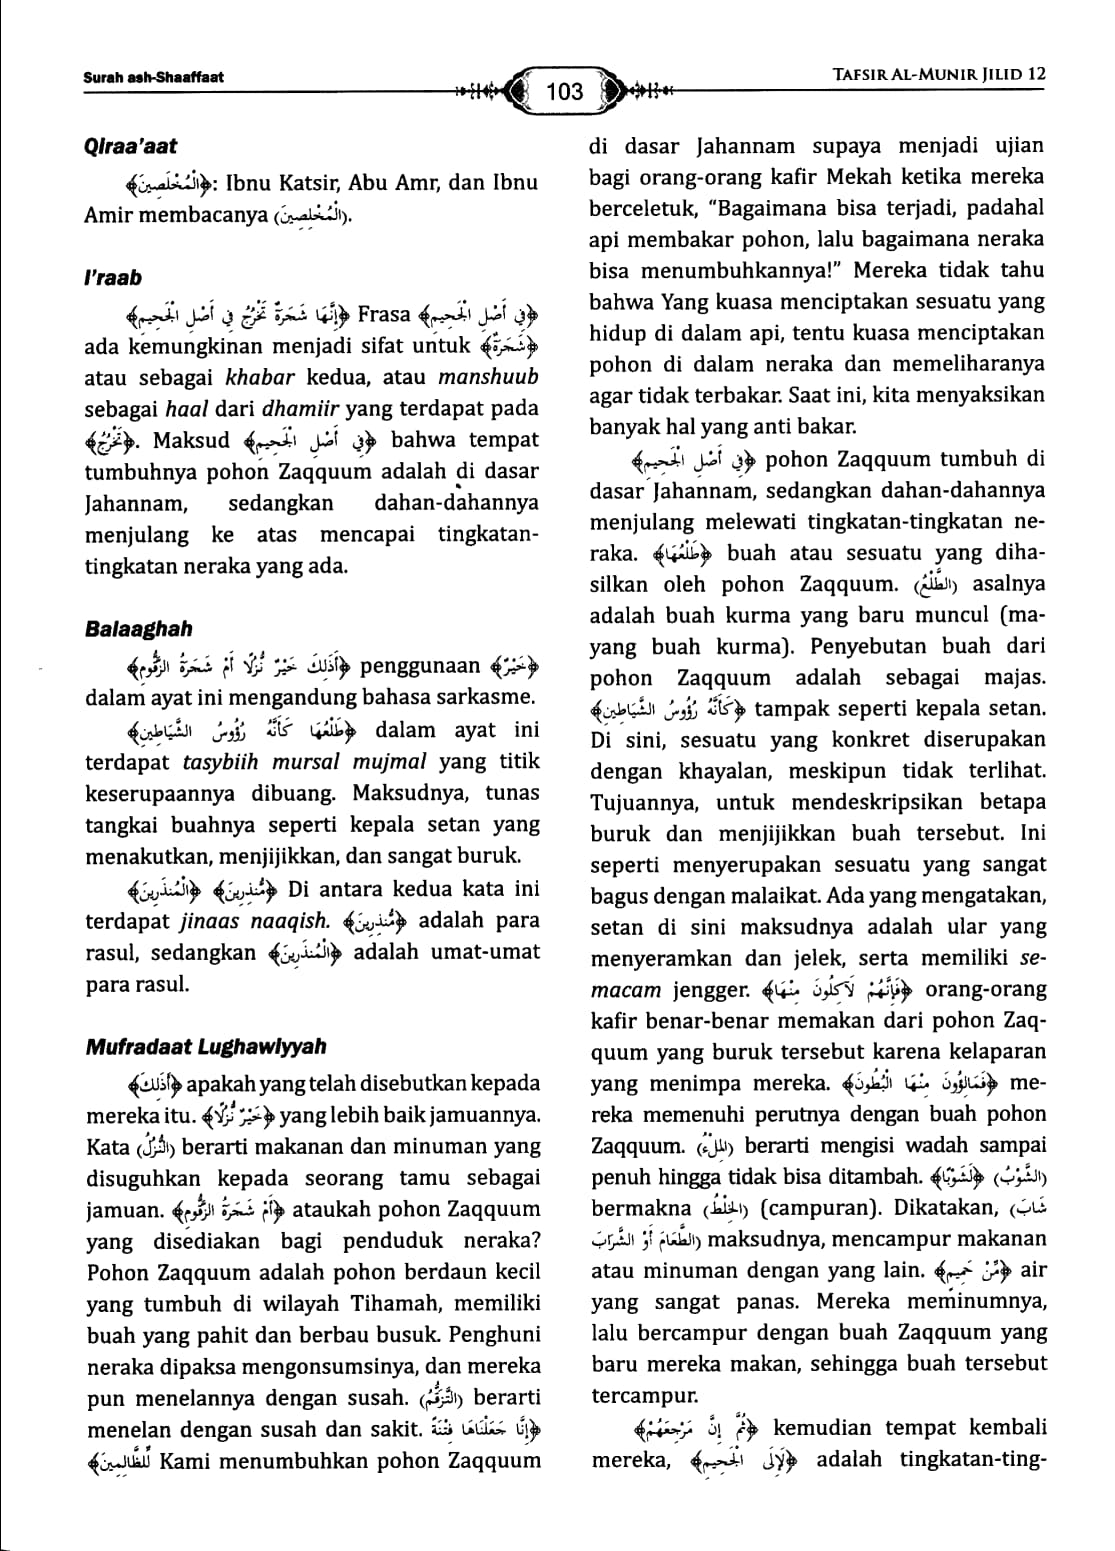 Surah ash-Shaaffaat
103
TAFSIR AL-MUNIR JILID 12
Qiraa'aat
﴿الْمُخْلَصِينَ﴾: Ibnu Katsir, Abu Amr, dan Ibnu
Amir membacanya (الْمُخْلِصِينَ).
I'raab
﴿إِنَّهَا شَجَرَةٌ تَخْرُجُ فِي أَصْلِ الْجَحِيمِ﴾ Frasa ﴿فِي أَصْلِ الْجَحِيمِ﴾
ada kemungkinan menjadi sifat untuk ﴿شَجَرَةٌ﴾
atau sebagai khabar kedua, atau manshuub
sebagai haal dari dhamiir yang terdapat pada
﴿تَخْرُجُ﴾. Maksud ﴿فِي أَصْلِ الْجَحِيمِ﴾ bahwa tempat
tumbuhnya pohon Zaqquum adalah di dasar
Jahannam, sedangkan dahan-dahannya
menjulang ke atas mencapai tingkatan-
tingkatan neraka yang ada.
Balaaghah
﴿أَذَلِكَ خَيْرٌ نُّزُلًا أَمْ شَجَرَةُ الزَّقُّومِ﴾ penggunaan ﴿خَيْرٌ﴾
dalam ayat ini mengandung bahasa sarkasme.
﴿طَلْعُهَا كَأَنَّهُ رُؤُوسُ الشَّيَاطِينِ﴾ dalam ayat ini
terdapat tasybiih mursal mujmal yang titik
keserupaannya dibuang. Maksudnya, tunas
tangkai buahnya seperti kepala setan yang
menakutkan, menjijikkan, dan sangat buruk.
﴿مُّنذِرِينَ﴾ ﴿الْمُنذَرِينَ﴾ Di antara kedua kata ini
terdapat jinaas naaqish. ﴿مُّنذِرِينَ﴾ adalah para
rasul, sedangkan ﴿الْمُنذَرِينَ﴾ adalah umat-umat
para rasul.
Mufradaat Lughawiyyah
﴿أَذَلِكَ﴾ apakah yang telah disebutkan kepada
mereka itu. ﴿خَيْرٌ نُّزُلًا﴾ yang lebih baik jamuannya.
Kata (النُّزُلُ) berarti makanan dan minuman yang
disuguhkan kepada seorang tamu sebagai
jamuan. ﴿أَمْ شَجَرَةُ الزَّقُّومِ﴾ ataukah pohon Zaqquum
yang disediakan bagi penduduk neraka?
Pohon Zaqquum adalah pohon berdaun kecil
yang tumbuh di wilayah Tihamah, memiliki
buah yang pahit dan berbau busuk. Penghuni
neraka dipaksa mengonsumsinya, dan mereka
pun menelannya dengan susah. (التَّزَقُّمُ) berarti
menelan dengan susah dan sakit. ﴿إِنَّا جَعَلْنَاهَا فِتْنَةً
لِّلظَّالِمِينَ﴾ Kami menumbuhkan pohon Zaqquum
di dasar Jahannam supaya menjadi ujian
bagi orang-orang kafir Mekah ketika mereka
berceletuk, “Bagaimana bisa terjadi, padahal
api membakar pohon, lalu bagaimana neraka
bisa menumbuhkannya!” Mereka tidak tahu
bahwa Yang kuasa menciptakan sesuatu yang
hidup di dalam api, tentu kuasa menciptakan
pohon di dalam neraka dan memeliharanya
agar tidak terbakar. Saat ini, kita menyaksikan
banyak hal yang anti bakar.
﴿فِي أَصْلِ الْجَحِيمِ﴾ pohon Zaqquum tumbuh di
dasar Jahannam, sedangkan dahan-dahannya
menjulang melewati tingkatan-tingkatan ne-
raka. ﴿طَلْعُهَا﴾ buah atau sesuatu yang diha-
silkan oleh pohon Zaqquum. (الطَّلْعُ) asalnya
adalah buah kurma yang baru muncul (ma-
yang buah kurma). Penyebutan buah dari
pohon Zaqquum adalah sebagai majas.
﴿كَأَنَّهُ رُؤُوسُ الشَّيَاطِينِ﴾ tampak seperti kepala setan.
Di sini, sesuatu yang konkret diserupakan
dengan khayalan, meskipun tidak terlihat.
Tujuannya, untuk mendeskripsikan betapa
buruk dan menjijikkan buah tersebut. Ini
seperti menyerupakan sesuatu yang sangat
bagus dengan malaikat. Ada yang mengatakan,
setan di sini maksudnya adalah ular yang
menyeramkan dan jelek, serta memiliki se-
macam jengger. ﴿فَإِنَّهُمْ لَآكِلُونَ مِنْهَا﴾ orang-orang
kafir benar-benar memakan dari pohon Zaq-
quum yang buruk tersebut karena kelaparan
yang menimpa mereka. ﴿فَمَالِؤُونَ مِنْهَا الْبُطُونَ﴾ me-
reka memenuhi perutnya dengan buah pohon
Zaqquum. (الْمَلْءُ) berarti mengisi wadah sampai
penuh hingga tidak bisa ditambah. ﴿لَشَوْبًا﴾ (الشَّوْبُ)
bermakna (الْخَلْطُ) (campuran). Dikatakan, (شَابَ
الطَّعَامَ أَوْ الشَّرَابَ) maksudnya, mencampur makanan
atau minuman dengan yang lain. ﴿مِّنْ حَمِيمٍ﴾ air
yang sangat panas. Mereka meminumnya,
lalu bercampur dengan buah Zaqquum yang
baru mereka makan, sehingga buah tersebut
tercampur.
﴿ثُمَّ إِنَّ مَرْجِعَهُمْ﴾ kemudian tempat kembali
mereka, ﴿لَإِلَى الْجَحِيمِ﴾ adalah tingkatan-ting-